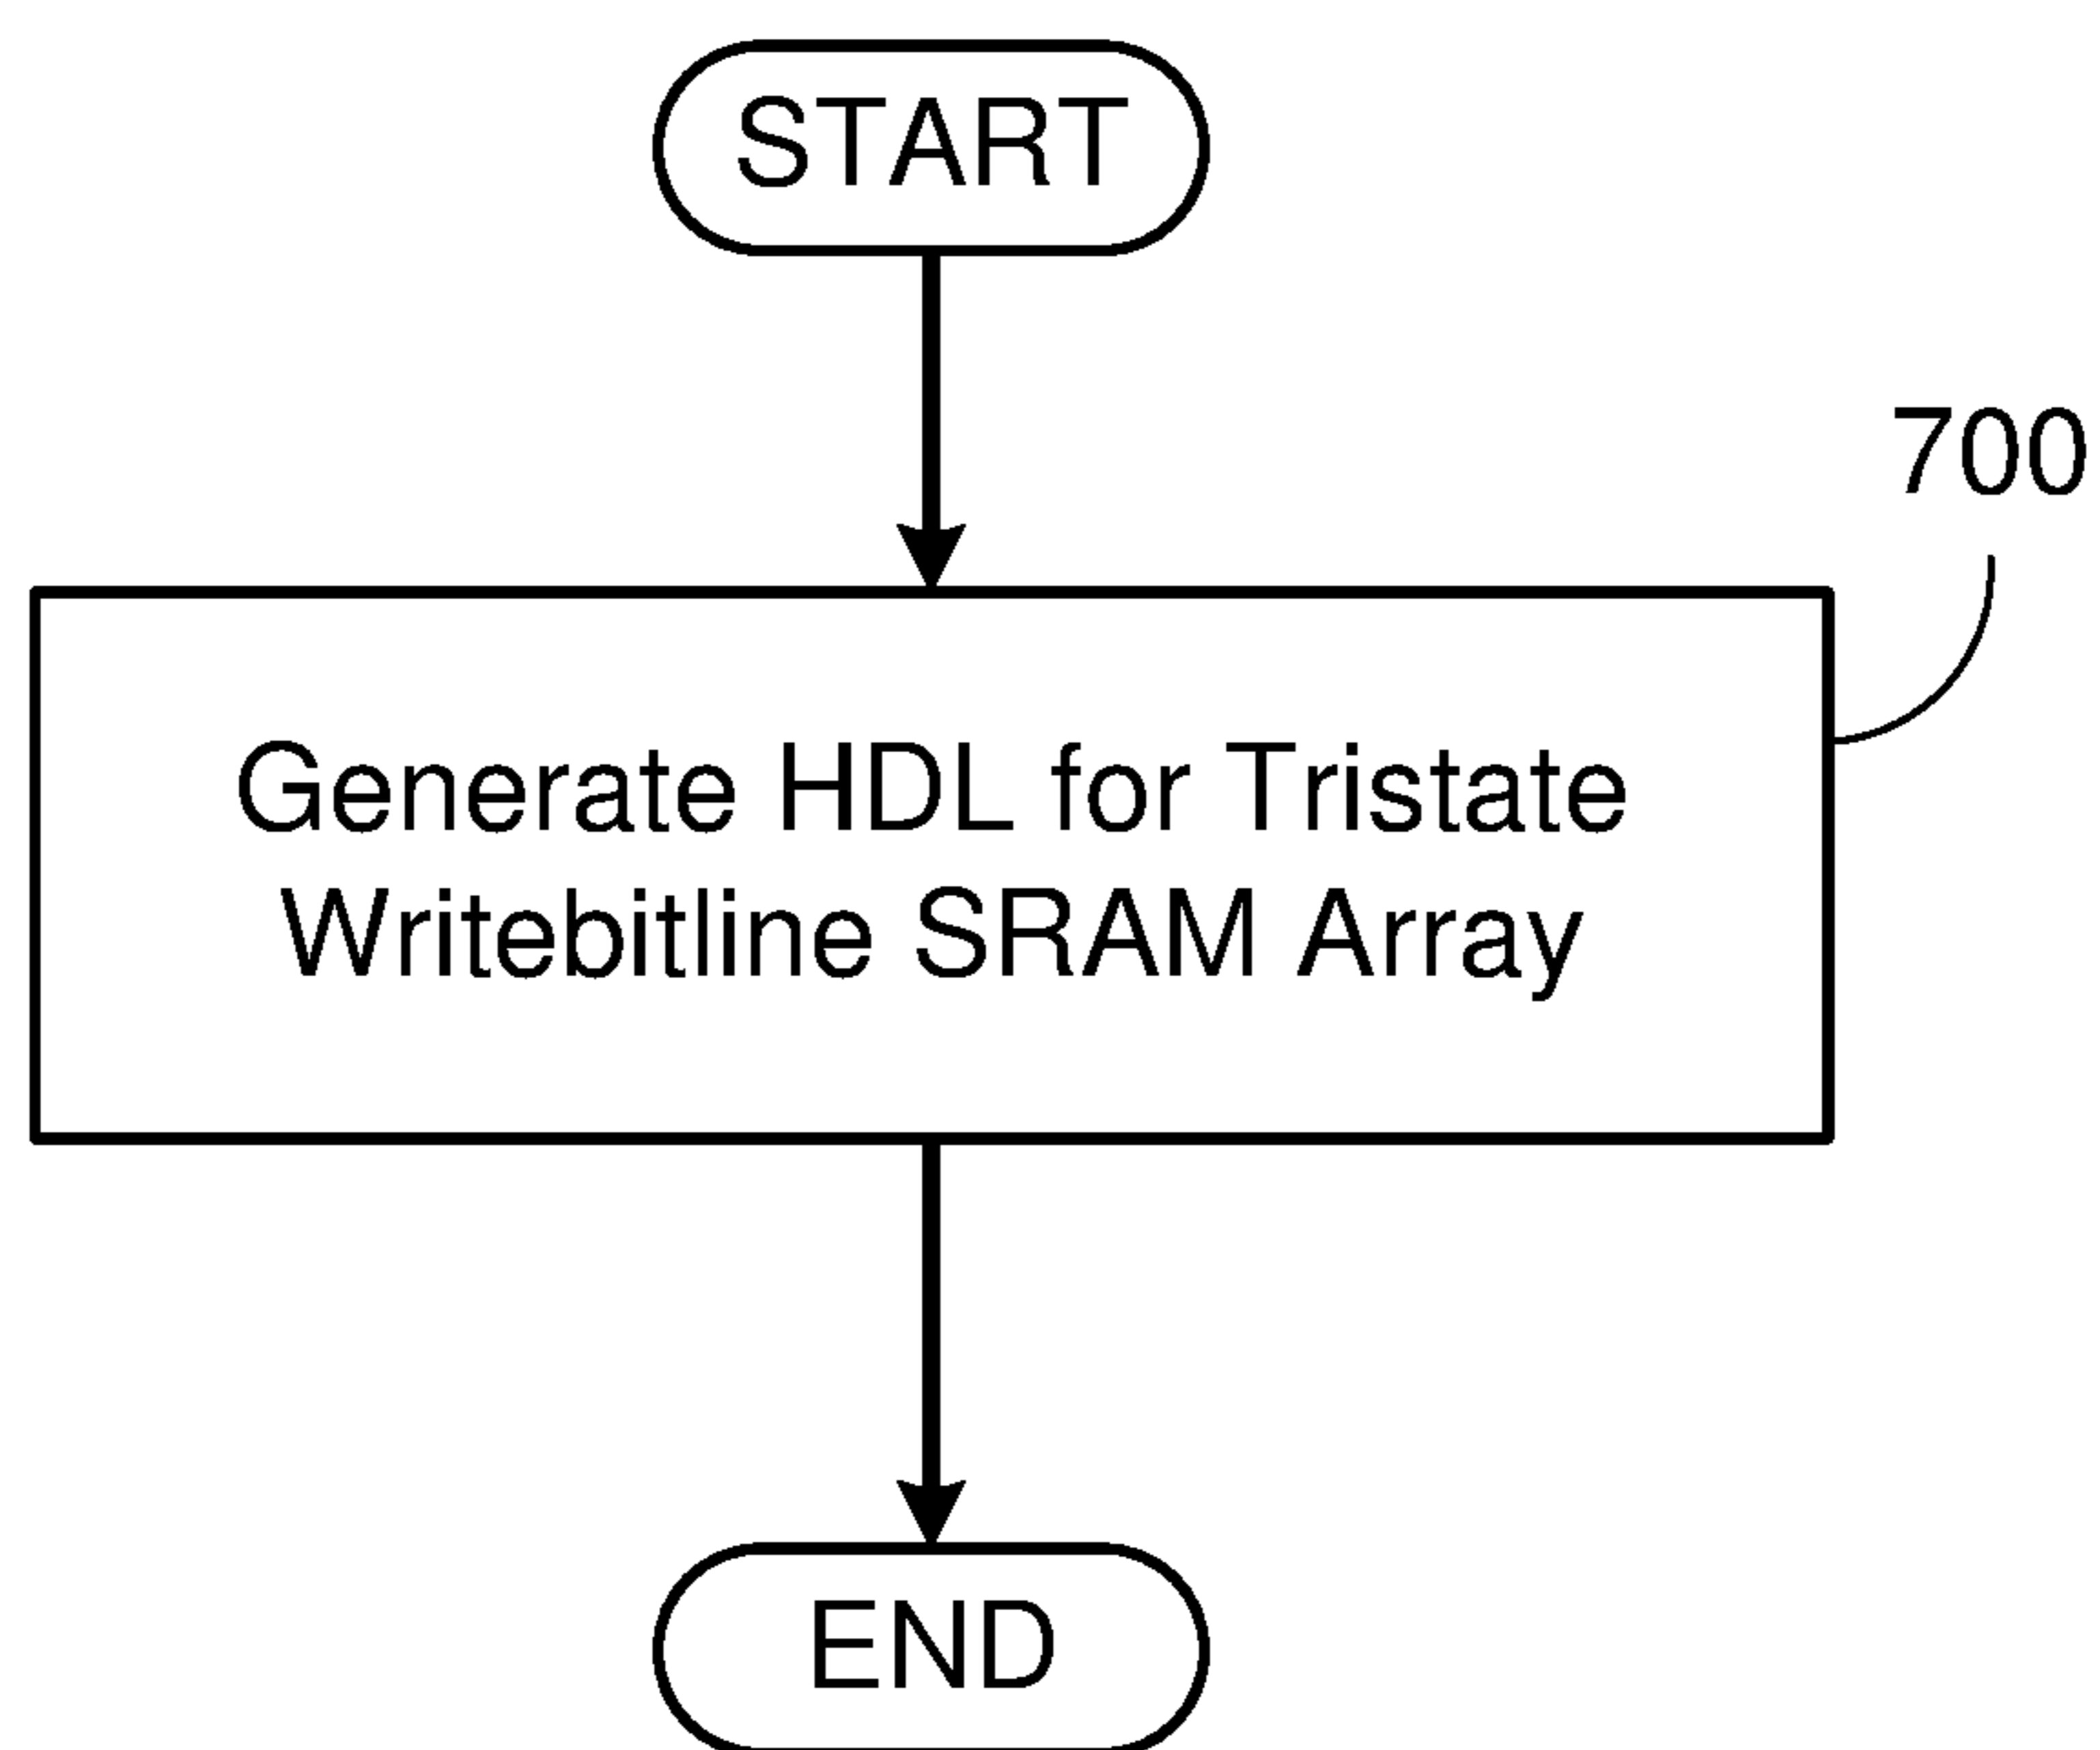 START
700
Generate HDL for Tristate
Writebitline SRAM Array
END